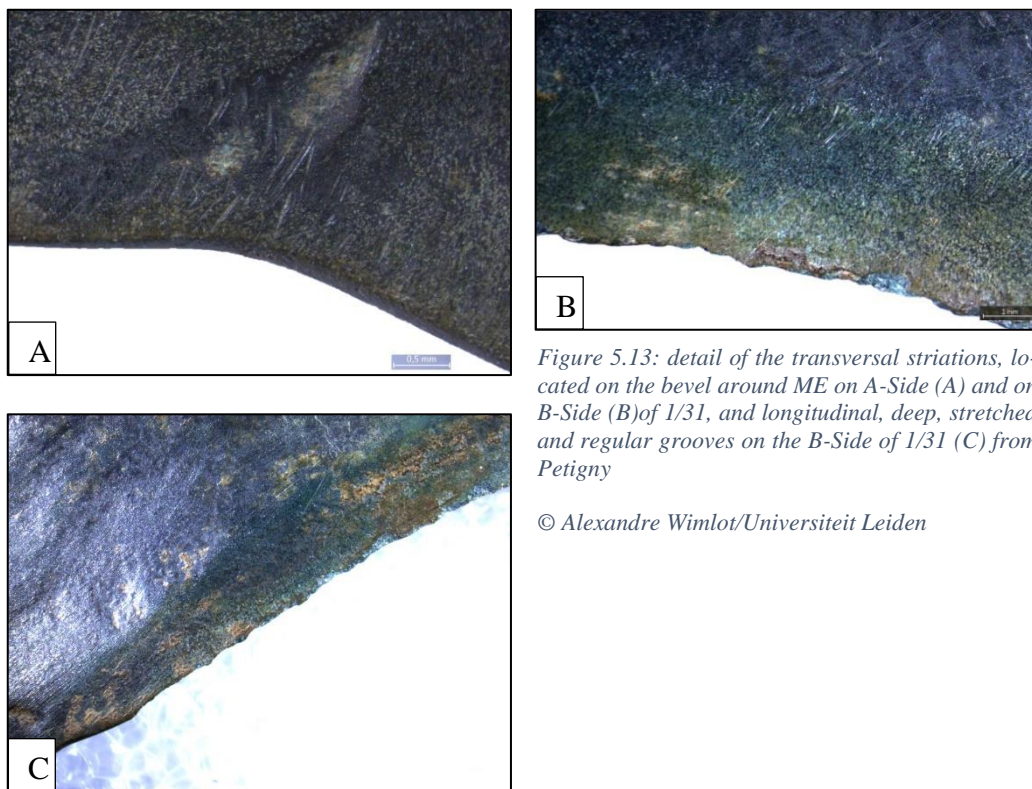 A
0,5 mm
B
1 mm
Figure 5.13: detail of the transversal striations, lo-
cated on the bevel around ME on A-Side (A) and on
B-Side (B)of 1/31, and longitudinal, deep, stretched
and regular grooves on the B-Side of 1/31 (C) from
Petigny
© Alexandre Wimlot/Universiteit Leiden
C